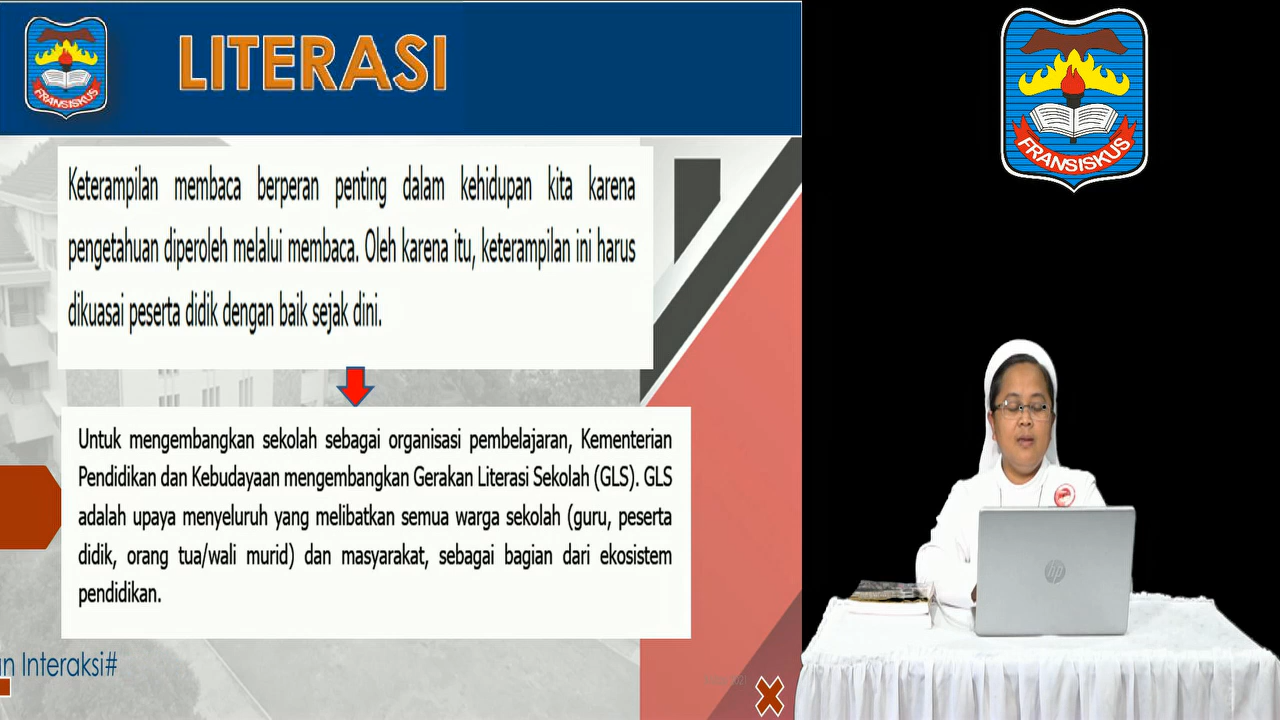 LITERASI
FRANSISKUS
FRANSISKUS
Keterampilan membaca berperan penting dalam kehidupan kita karena
pengetahuan diperoleh melalui membaca. Oleh karena itu, keterampilan ini harus
dikuasai peserta didik dengan baik sejak dini.
Untuk mengembangkan sekolah sebagai organisasi pembelajaran, Kementerian
Pendidikan dan Kebudayaan mengembangkan Gerakan Literasi Sekolah (GLS). GLS
adalah upaya menyeluruh yang melibatkan semua warga sekolah (guru, peserta
didik, orang tua/wali murid) dan masyarakat, sebagai bagian dari ekosistem
pendidikan.
hp
Interaksi#